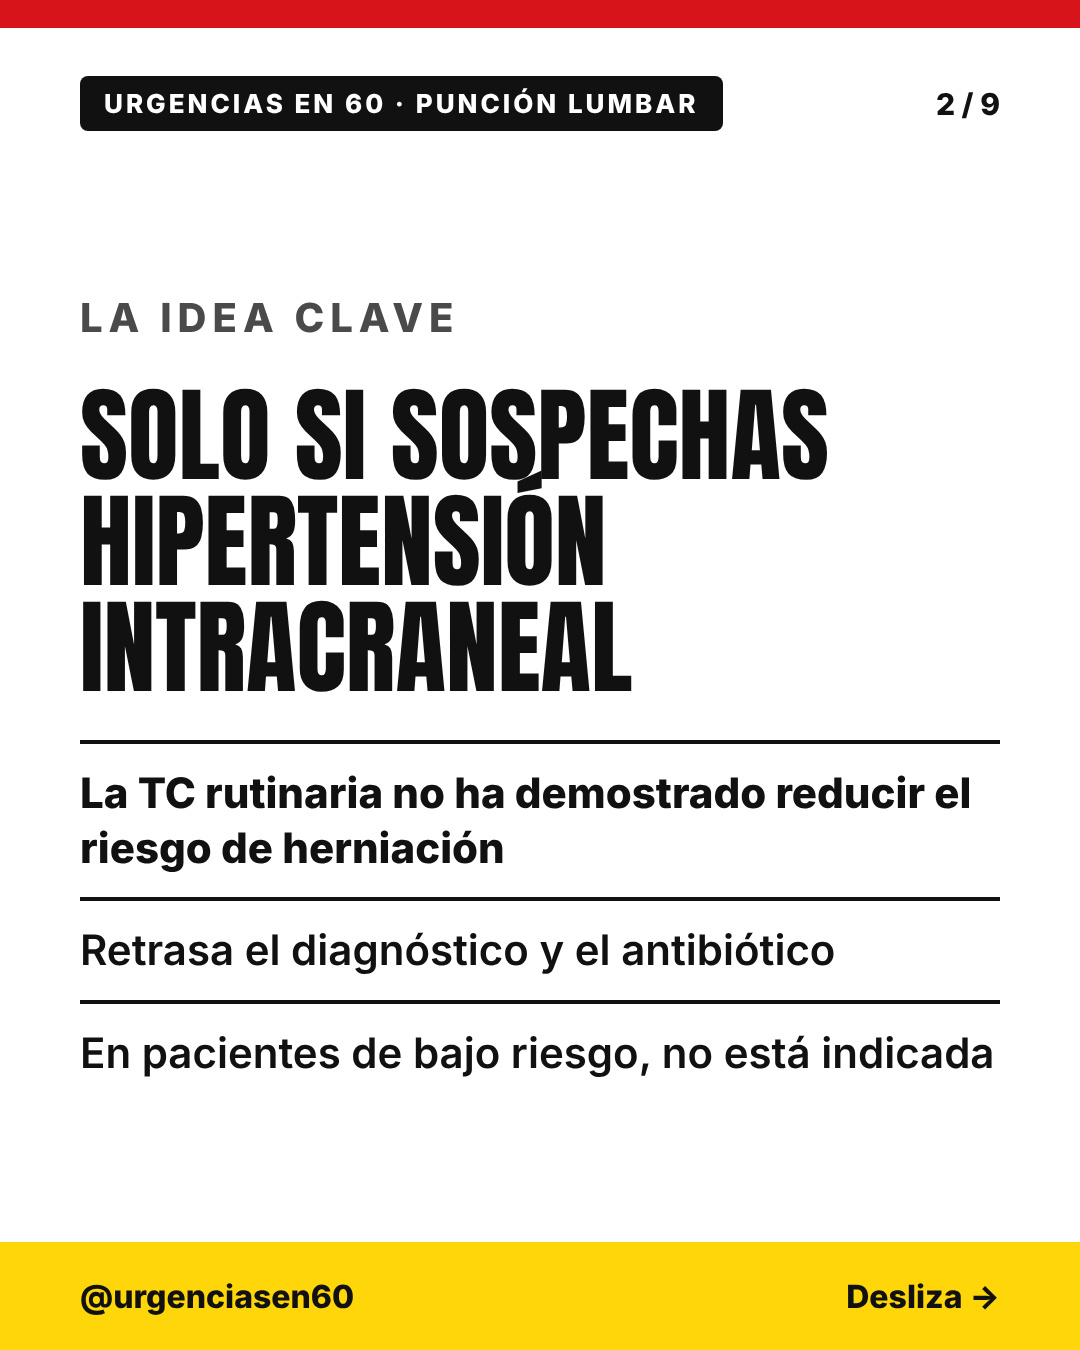 URGENCIAS EN 60 · PUNCIÓN LUMBAR
2 / 9
LA IDEA CLAVE
SOLO SI SOSPECHAS
HIPERTENSIÓN
INTRACRANEAL
La TC rutinaria no ha demostrado reducir el
riesgo de herniación
Retrasa el diagnóstico y el antibiótico
En pacientes de bajo riesgo, no está indicada
@urgenciasen60
Desliza →